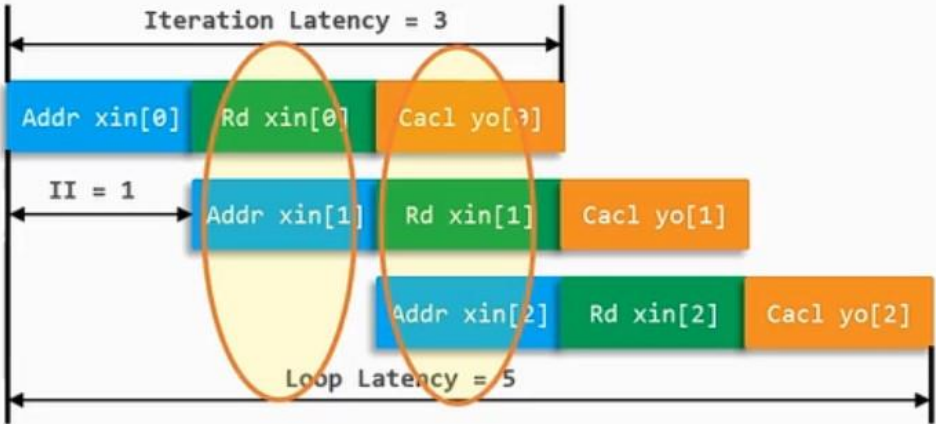 Iteration Latency = 3
Addr xin[0] Rd xin[0] Cacl yo[0]
II = 1
Addr xin[1] Rd xin[1] Cacl yo[1]
Addr xin[2] Rd xin[2] Cacl yo[2]
Loop Latency = 5